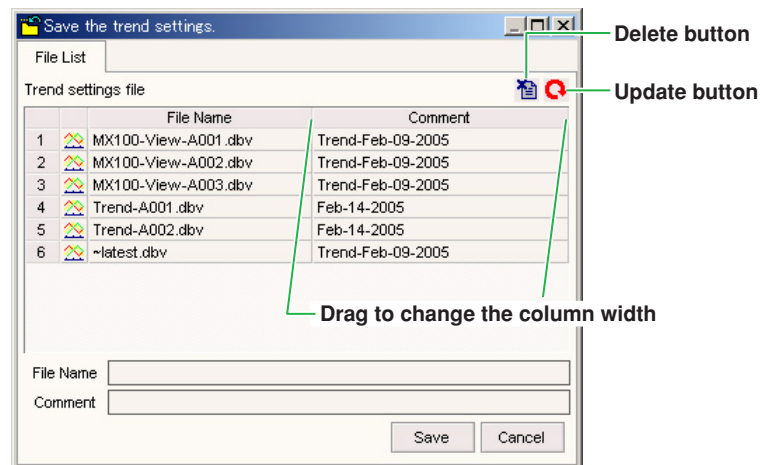 Save the trend settings.
Delete button
File List
Trend settings file
Update button
File Name Comment
1 MX100-View-A001.dbv Trend-Feb-09-2005
2 MX100-View-A002.dbv Trend-Feb-09-2005
3 MX100-View-A003.dbv Trend-Feb-09-2005
4 Trend-A001.dbv Feb-14-2005
5 Trend-A002.dbv Feb-14-2005
6 ~latest.dbv Trend-Feb-09-2005
Drag to change the column width
File Name
Comment
Save Cancel